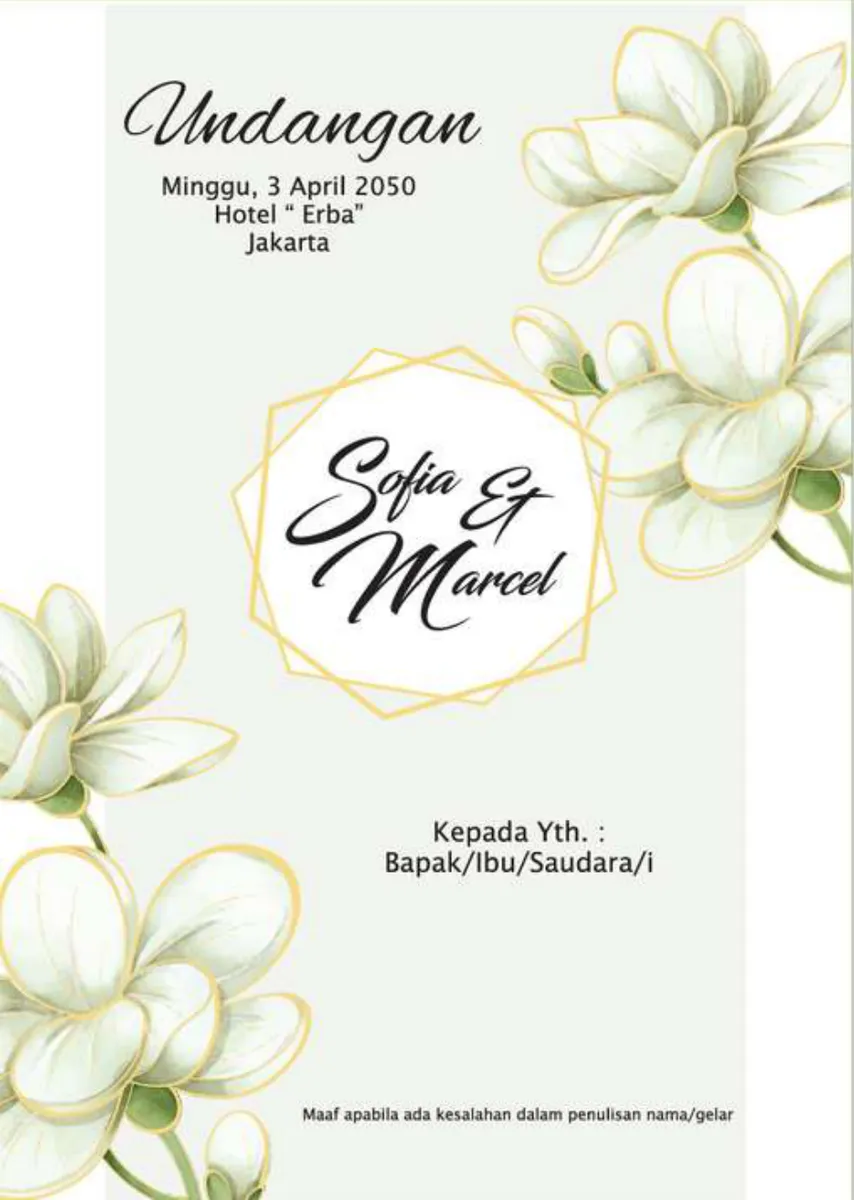 Undangan
Minggu, 3 April 2050
Hotel “ Erba”
Jakarta
Sofia &
Marcel
Kepada Yth. :
Bapak/Ibu/Saudara/i
Maaf apabila ada kesalahan dalam penulisan nama/gelar